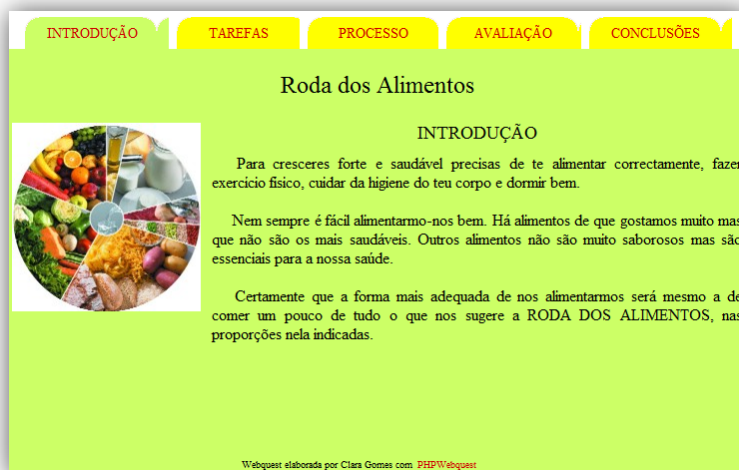 INTRODUÇÃO TAREFAS PROCESSO AVALIAÇÃO CONCLUSÕES
Roda dos Alimentos
INTRODUÇÃO
Para cresceres forte e saudável precisas de te alimentar correctamente, fazer
exercício físico, cuidar da higiene do teu corpo e dormir bem.
Nem sempre é fácil alimentarmo-nos bem. Há alimentos de que gostamos muito mas
que não são os mais saudáveis. Outros alimentos não são muito saborosos mas são
essenciais para a nossa saúde.
Certamente que a forma mais adequada de nos alimentarmos será mesmo a de
comer um pouco de tudo o que nos sugere a RODA DOS ALIMENTOS, nas
proporções nela indicadas.
Webquest elaborada por Clara Gomes com PHPWebquest